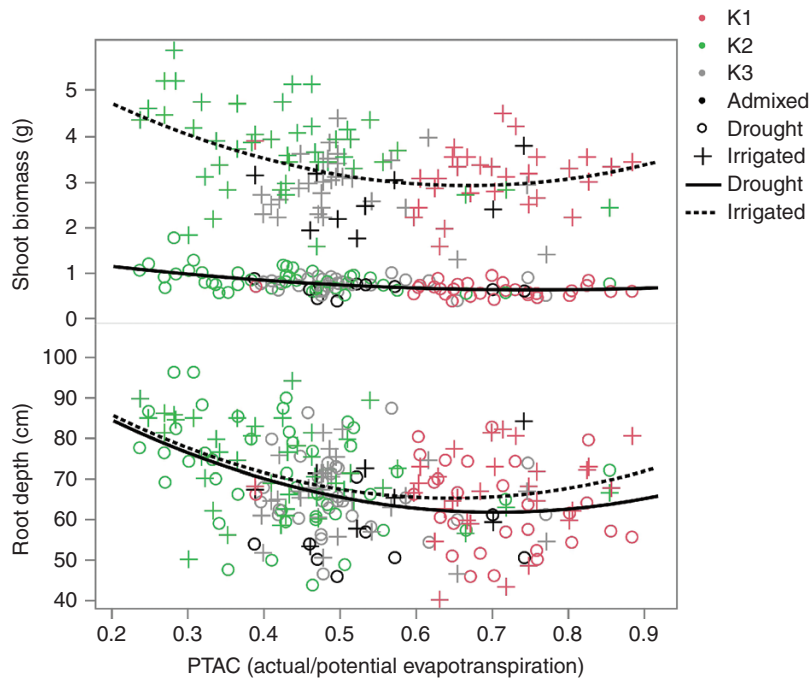 K1
K2
K3
Admixed
Drought
Irrigated
Drought
Irrigated
Shoot biomass (g)
5
4
3
2
1
0
Root depth (cm)
100
90
80
70
60
50
40
0.2 0.3 0.4 0.5 0.6 0.7 0.8 0.9
PTAC (actual/potential evapotranspiration)